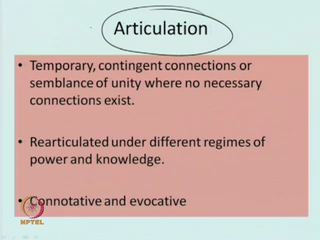 Articulation
• Temporary, contingent connections or
semblance of unity where no necessary
connections exist.
• Rearticulated under different regimes of
power and knowledge.
• Connotative and evocative
NPTEL